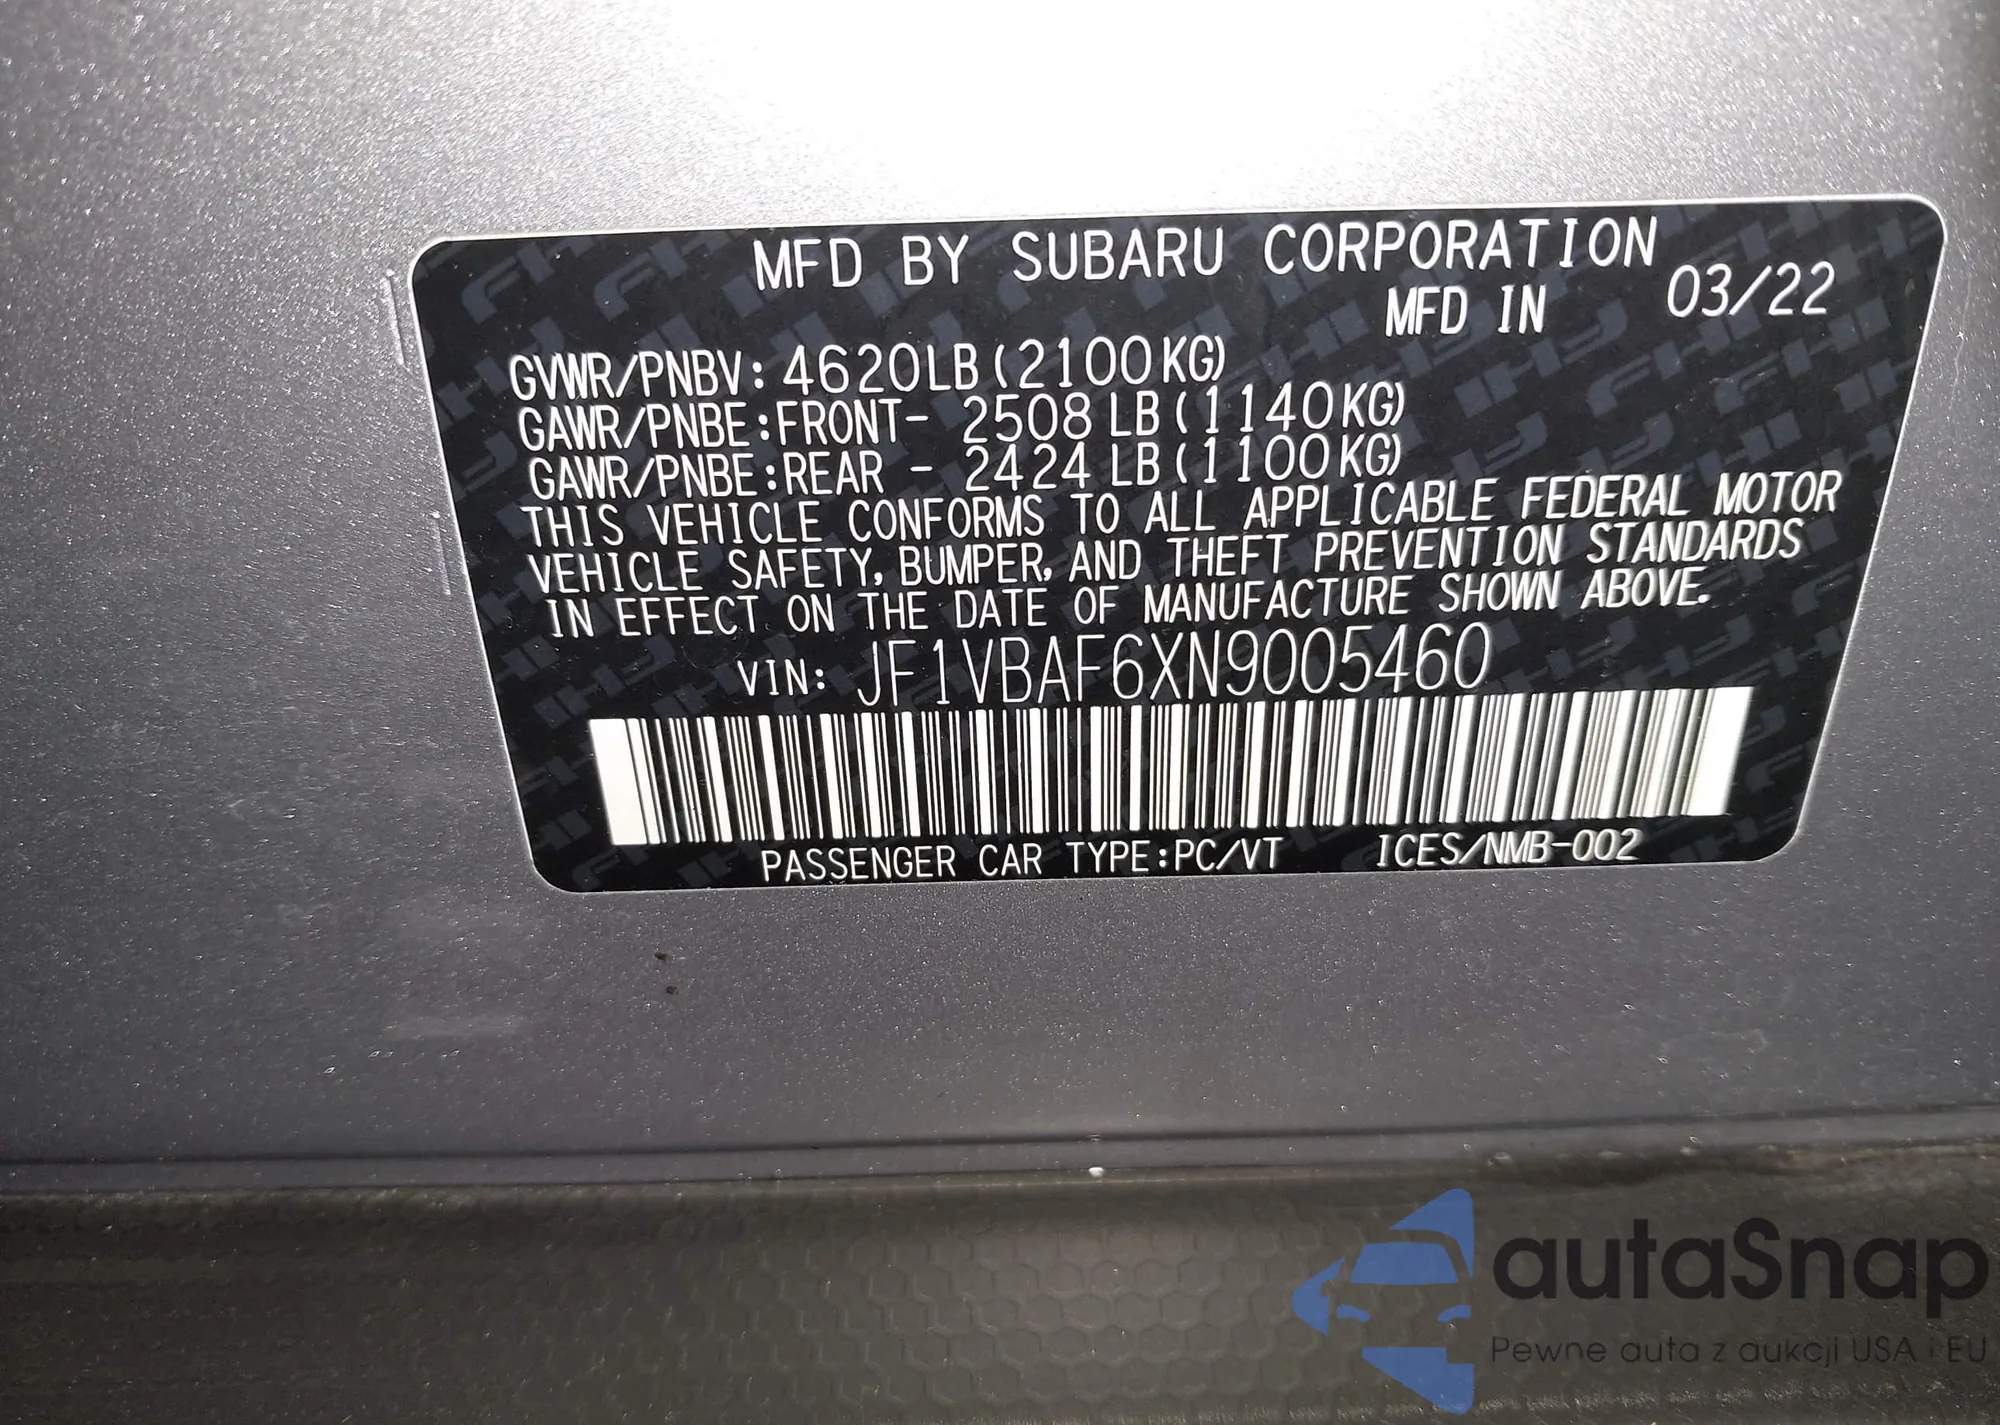 MFD BY SUBARU CORPORATION
MFD IN 03/22
GVWR/PNBV: 4620LB (2100KG)
GAWR/PNBE:FRONT- 2508 LB (1140KG)
GAWR/PNBE:REAR - 2424 LB (1100KG)
THIS VEHICLE CONFORMS TO ALL APPLICABLE FEDERAL MOTOR
VEHICLE SAFETY, BUMPER, AND THEFT PREVENTION STANDARDS
IN EFFECT ON THE DATE OF MANUFACTURE SHOWN ABOVE.
VIN: JF1VBAF6XN9005460
PASSENGER CAR TYPE:PC/VT ICES/NMB-002
autaSnap
Pewne auta z aukcji USA i EU